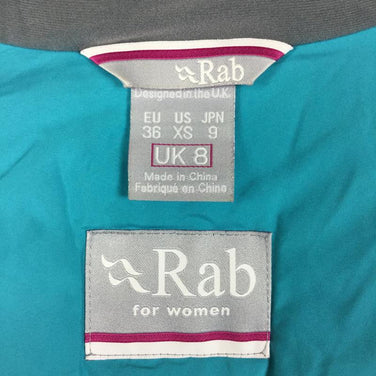 Rab
Designed in the U.K.
EU US JPN
36 XS 9
UK 8
Made in China
Fabriqué en China
Rab
for women